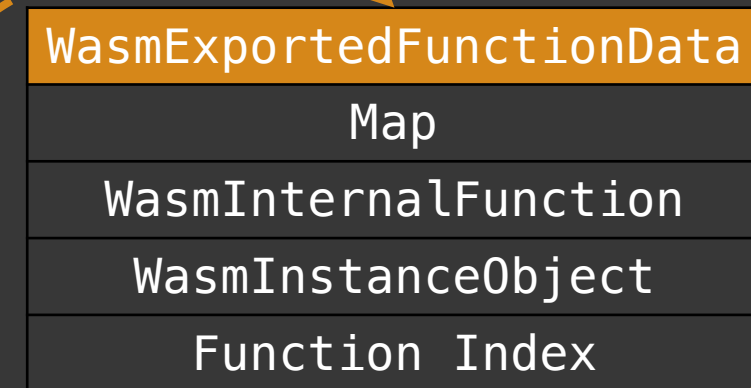 WasmExportedFunctionData
Map
WasmInternalFunction
WasmInstanceObject
Function Index